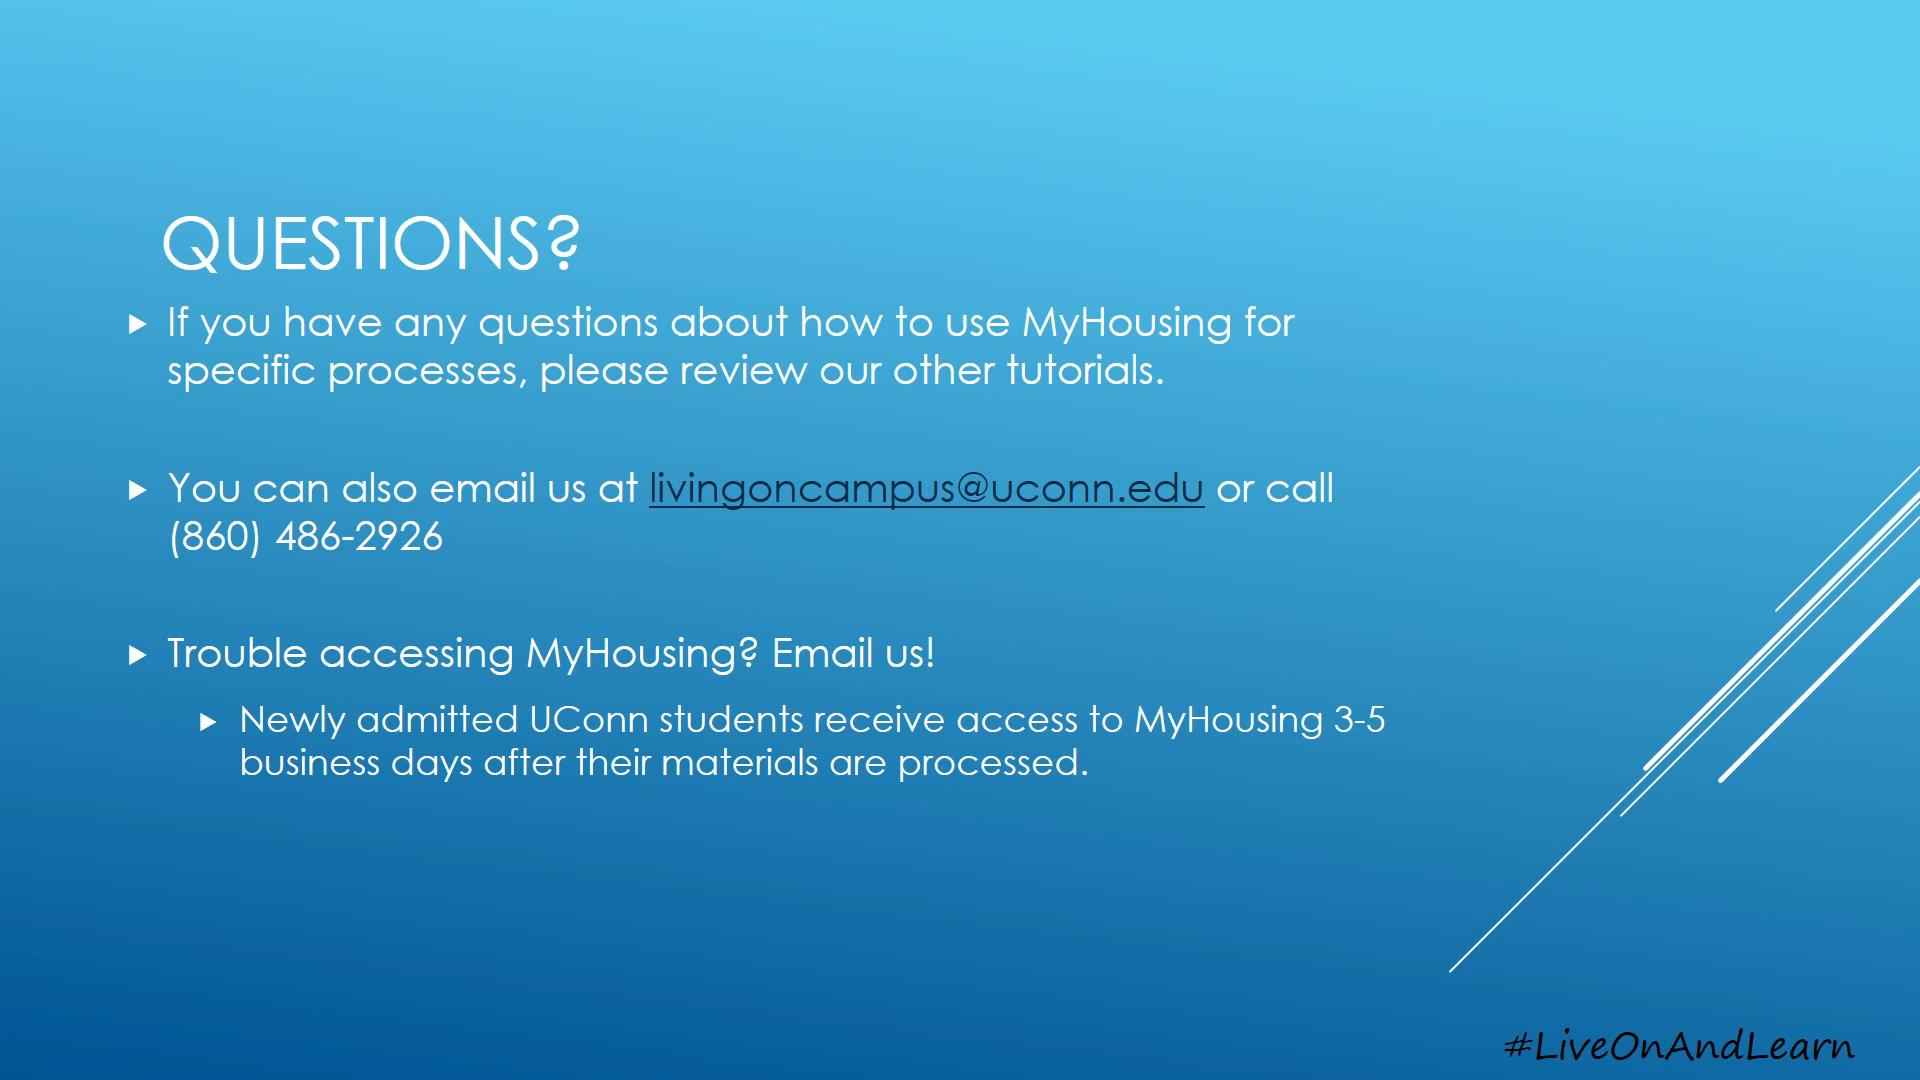 QUESTIONS?
If you have any questions about how to use MyHousing for
specific processes, please review our other tutorials.
You can also email us at livingoncampus@uconn.edu or call
(860) 486-2926
Trouble accessing MyHousing? Email us!
Newly admitted UConn students receive access to MyHousing 3-5
business days after their materials are processed.
#LiveOnAndLearn